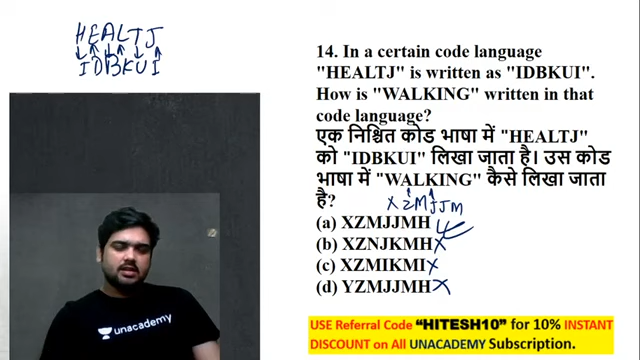 HEALTJ
IDBKUI
14. In a certain code language
"HEALTJ" is written as "IDBKUI".
How is "WALKING" written in that
code language?
एक निश्चित कोड भाषा में "HEALTJ"
को "IDBKUI" लिखा जाता है। उस कोड
भाषा में "WALKING" कैसे लिखा जाता
है?
XZMJJM
(a) XZMJJMH
(b) XZNJKMH
(c) XZMIKMI
(d) YZMJJMH
unacademy
USE Referral Code "HITESH10" for 10% INSTANT
DISCOUNT on All UNACADEMY Subscription.